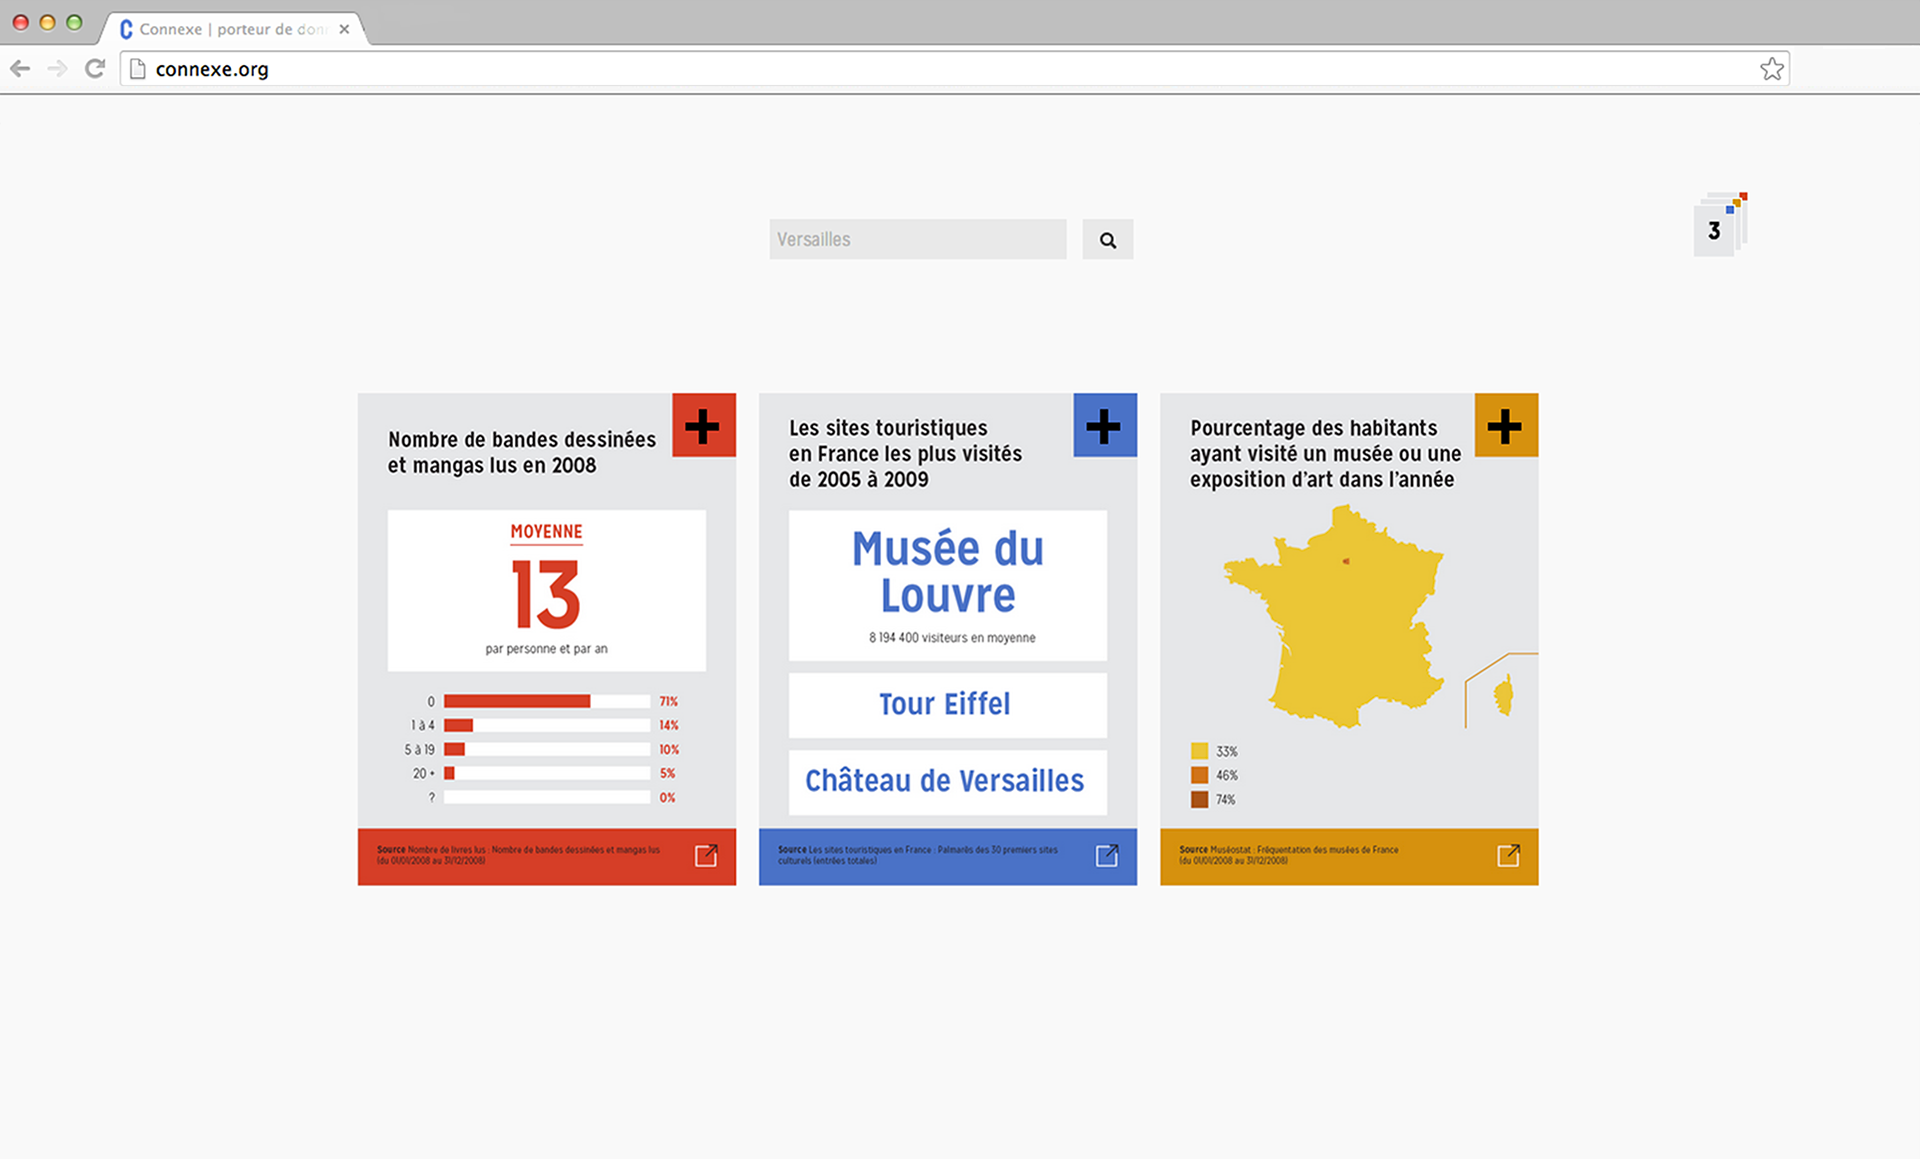 Connexe | porteur de don
connexe.org
Versailles
3
Nombre de bandes dessinées
et mangas lus en 2008
MOYENNE
13
par personne et par an
0 71%
1 à 4 14%
5 à 19 10%
20 + 5%
? 0%
Source Nombre de livres lus : Nombre de bandes dessinées et mangas lus
(du 01/01/2008 au 31/12/2008)
Les sites touristiques
en France les plus visités
de 2005 à 2009
Musée du
Louvre
8 194 400 visiteurs en moyenne
Tour Eiffel
Château de Versailles
Source Les sites touristiques en France : Palmarès des 30 premiers sites
culturels (entrées totales)
Pourcentage des habitants
ayant visité un musée ou une
exposition d'art dans l'année
33%
46%
74%
Source Muséostat : Fréquentation des musées de France
(du 01/01/2008 au 31/12/2008)